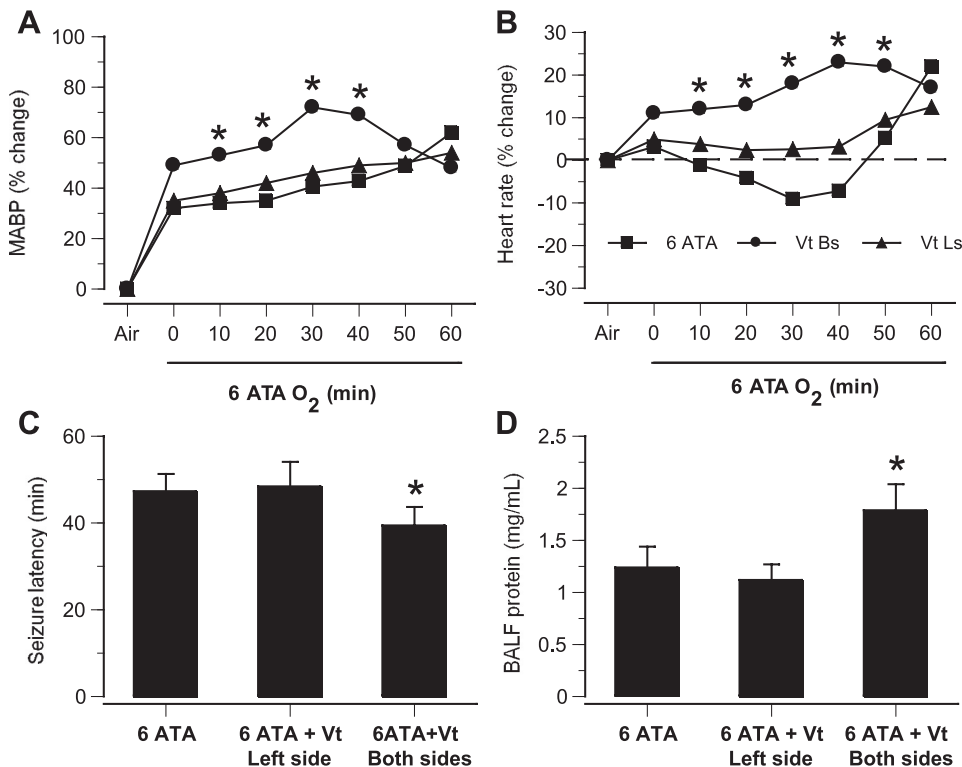 A
MABP (% change)
100
80
60
40
20
0
* * * *
Air 0 10 20 30 40 50 60
6 ATA O2 (min)
B
Heart rate (% change)
30
20
10
0
-10
-20
-30
* * * * *
6 ATA Vt Bs Vt Ls
Air 0 10 20 30 40 50 60
6 ATA O2 (min)
C
Seizure latency (min)
60
40
20
0
*
6 ATA 6 ATA + Vt 6ATA+Vt
Left side Both sides
D
BALF protein (mg/mL)
2.5
2
1.5
1
0.5
0
*
6 ATA 6 ATA + Vt 6 ATA + Vt
Left side Both sides